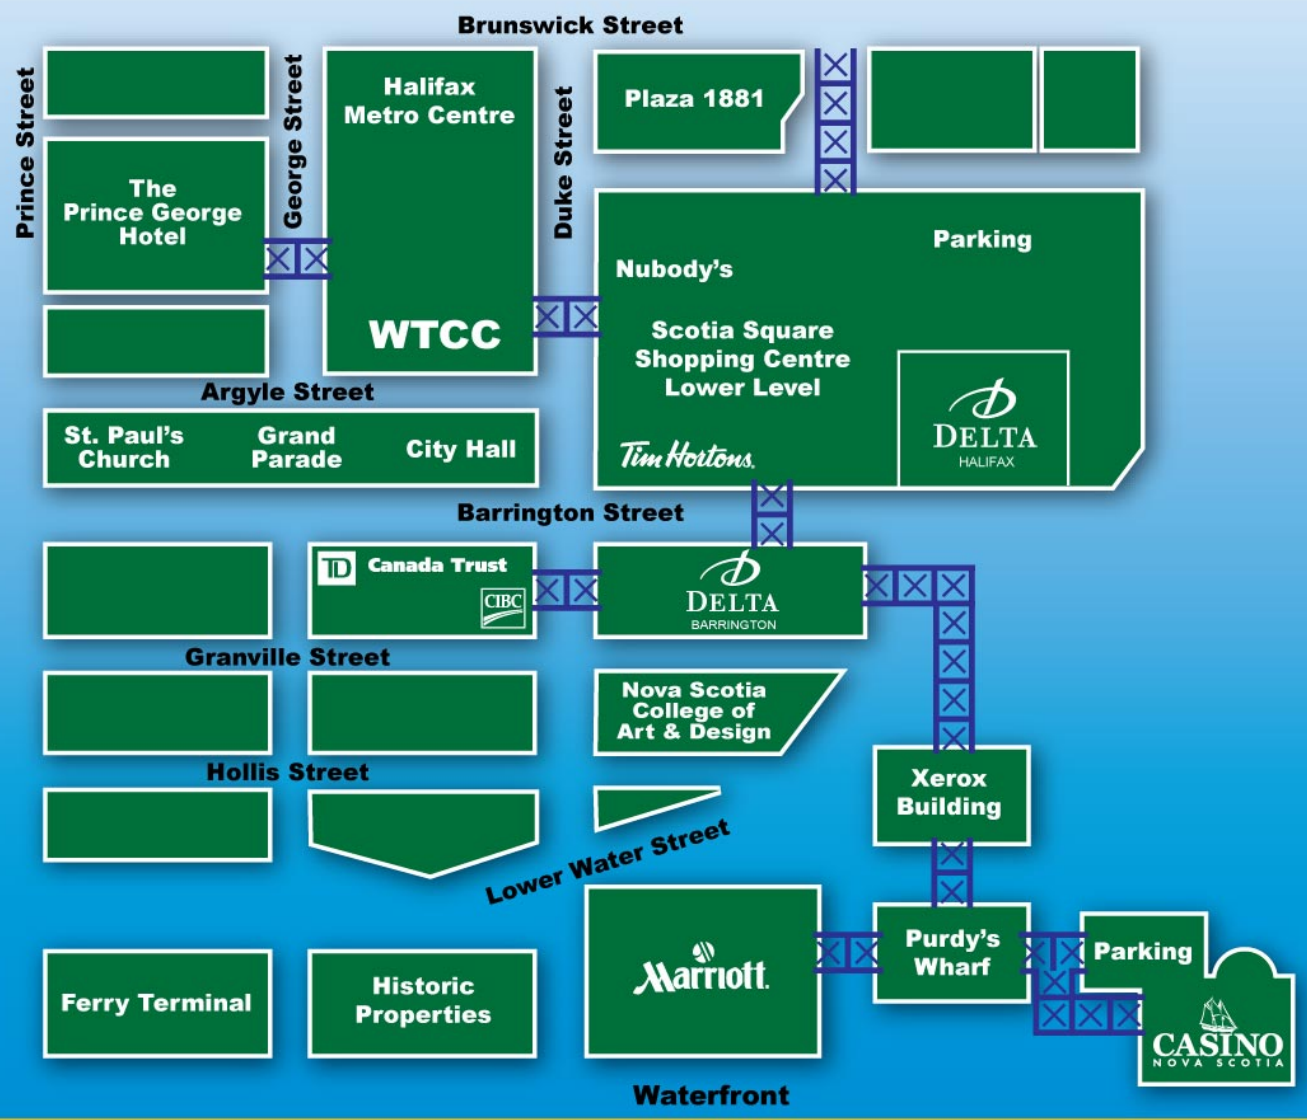 Brunswick Street
Prince Street
George Street
Halifax
Metro Centre
Duke Street
Plaza 1881
The
Prince George
Hotel
WTCC
Nubody's
Parking
Scotia Square
Shopping Centre
Lower Level
Tim Hortons.
DELTA
HALIFAX
Argyle Street
St. Paul's
Church
Grand
Parade
City Hall
Barrington Street
TD Canada Trust
CIBC
DELTA
BARRINGTON
Granville Street
Nova Scotia
College of
Art & Design
Hollis Street
Xerox
Building
Lower Water Street
Marriott.
Purdy's
Wharf
Parking
Ferry Terminal
Historic
Properties
CASINO
NOVA SCOTIA
Waterfront